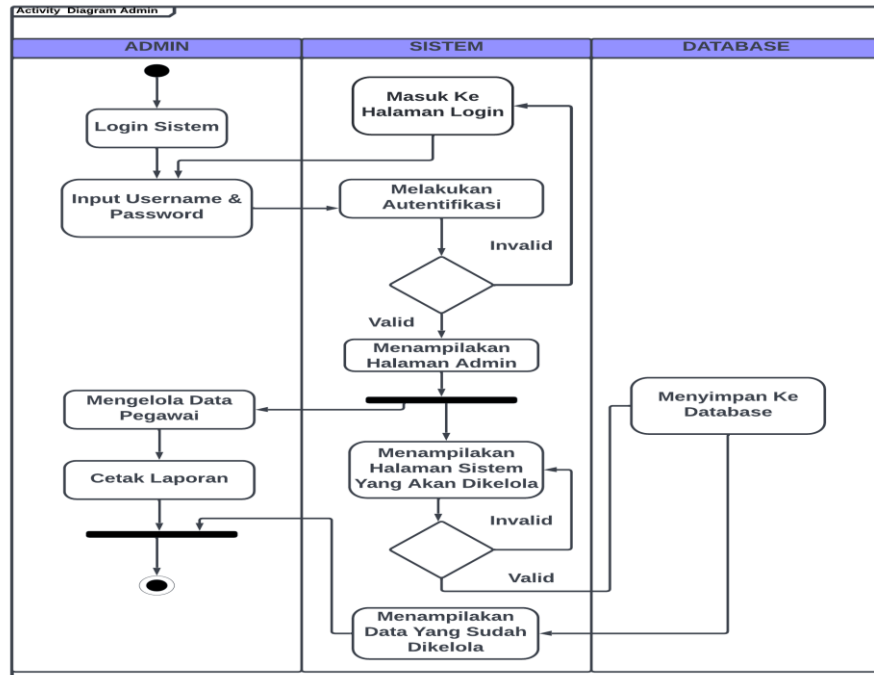 Activity Diagram Admin
ADMIN
SISTEM
DATABASE
Login Sistem
Masuk Ke
Halaman Login
Input Username &
Password
Melakukan
Autentifikasi
Invalid
Valid
Menampilakan
Halaman Admin
Mengelola Data
Pegawai
Menyimpan Ke
Database
Menampilakan
Halaman Sistem
Yang Akan Dikelola
Cetak Laporan
Invalid
Valid
Menampilakan
Data Yang Sudah
Dikelola